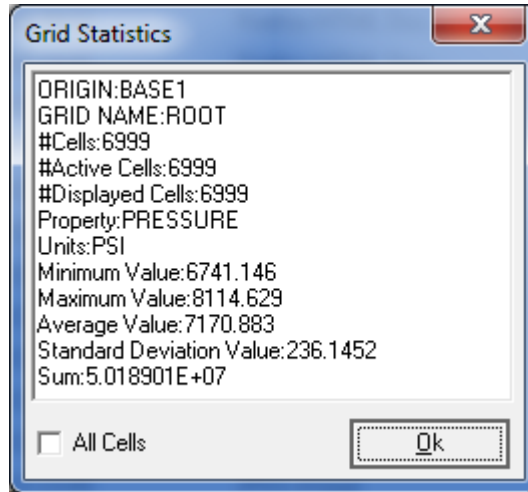 Grid Statistics
ORIGIN:BASE1
GRID NAME:ROOT
#Cells:6999
#Active Cells:6999
#Displayed Cells:6999
Property:PRESSURE
Units:PSI
Minimum Value:6741.146
Maximum Value:8114.629
Average Value:7170.883
Standard Deviation Value:236.1452
Sum:5.018901E+07
All Cells
Ok